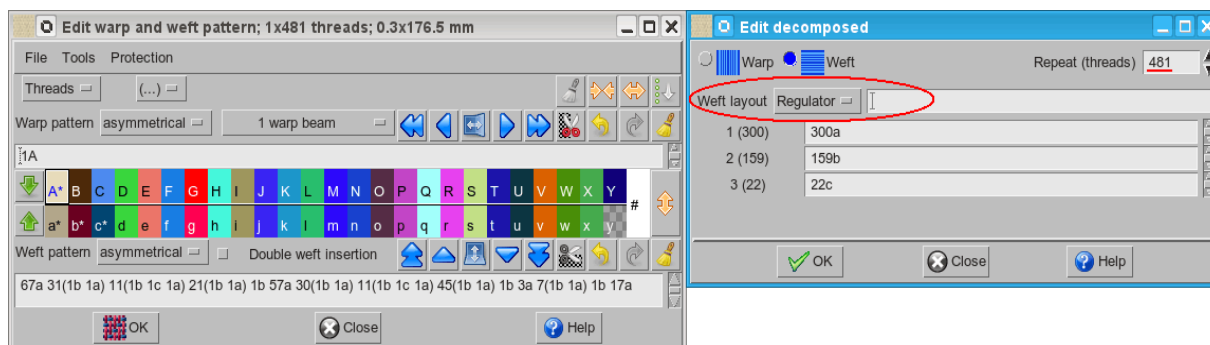 Edit warp and weft pattern; 1x481 threads; 0.3x176.5 mm
File Tools Protection
Threads (...)
Warp pattern asymmetrical 1 warp beam
1A
A* B C D E F G H I J K L M N O P Q R S T U V W X Y #
a* b* c* d e f g h i j k l m n o p q r s t u v w x y
Weft pattern asymmetrical Double weft insertion
67a 31(1b 1a) 11(1b 1c 1a) 21(1b 1a) 1b 57a 30(1b 1a) 11(1b 1c 1a) 45(1b 1a) 1b 3a 7(1b 1a) 1b 17a
OK Close Help
Edit decomposed
Warp Weft Repeat (threads) 481
Weft layout Regulator
1 (300) 300a
2 (159) 159b
3 (22) 22c
OK Close Help